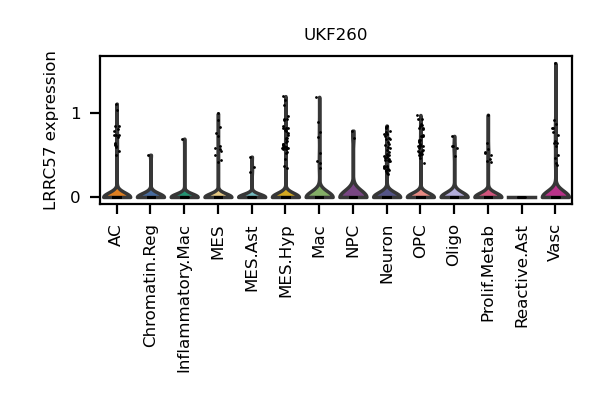 UKF260
LRRC57 expression
1
0
AC
Chromatin.Reg
Inflammatory.Mac
MES
MES.Ast
MES.Hyp
Mac
NPC
Neuron
OPC
Oligo
Prolif.Metab
Reactive.Ast
Vasc